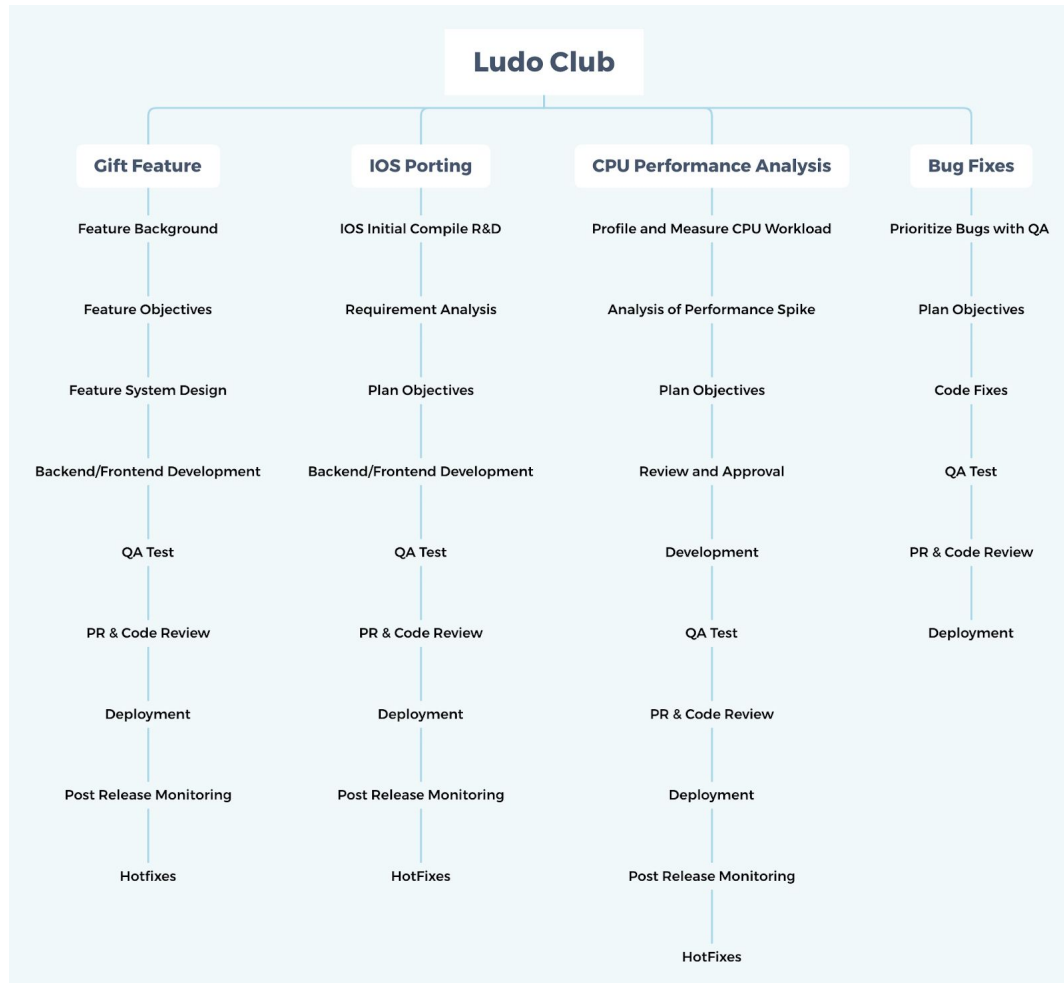 Ludo Club
Gift Feature
Feature Background
Feature Objectives
Feature System Design
Backend/Frontend Development
QA Test
PR & Code Review
Deployment
Post Release Monitoring
Hotfixes
IOS Porting
IOS Initial Compile R&D
Requirement Analysis
Plan Objectives
Backend/Frontend Development
QA Test
PR & Code Review
Deployment
Post Release Monitoring
HotFixes
CPU Performance Analysis
Profile and Measure CPU Workload
Analysis of Performance Spike
Plan Objectives
Review and Approval
Development
QA Test
PR & Code Review
Deployment
Post Release Monitoring
HotFixes
Bug Fixes
Prioritize Bugs with QA
Plan Objectives
Code Fixes
QA Test
PR & Code Review
Deployment